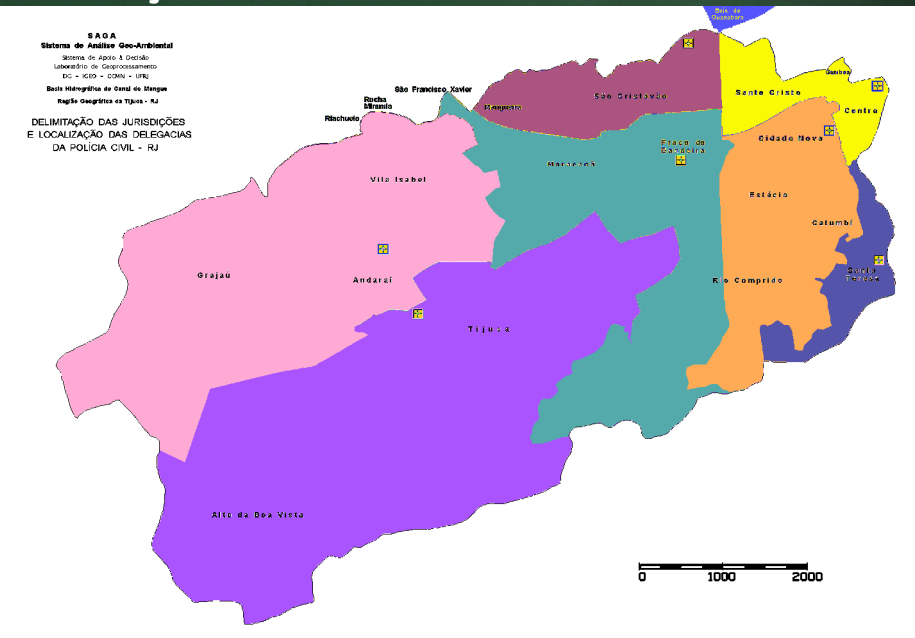 SAGA
Sistema de Análise Geo-Ambiental
Sistema de Apoio à Decisão
Laboratório de Geoprocessamento
DG - IGEO - CCMN - UFRJ
Bacia Hidrográfica do Canal do Mangue
Região Geográfica da Tijuca - RJ
DELIMITAÇÃO DAS JURISDIÇÕES
E LOCALIZAÇÃO DAS DELEGACIAS
DA POLÍCIA CIVIL - RJ
Baía de
Guanabara
São Francisco Xavier
Rocha
Miranda
Riachuelo
Mangueira
São Cristovão
Santo Cristo
Gamboa
Centro
Cidade Nova
Praça da
Bandeira
Maracanã
Vila Isabel
Estácio
Catumbi
Santa
Teresa
Rio Comprido
Grajaú
Andaraí
Tijuca
Alto da Boa Vista
0 1000 2000